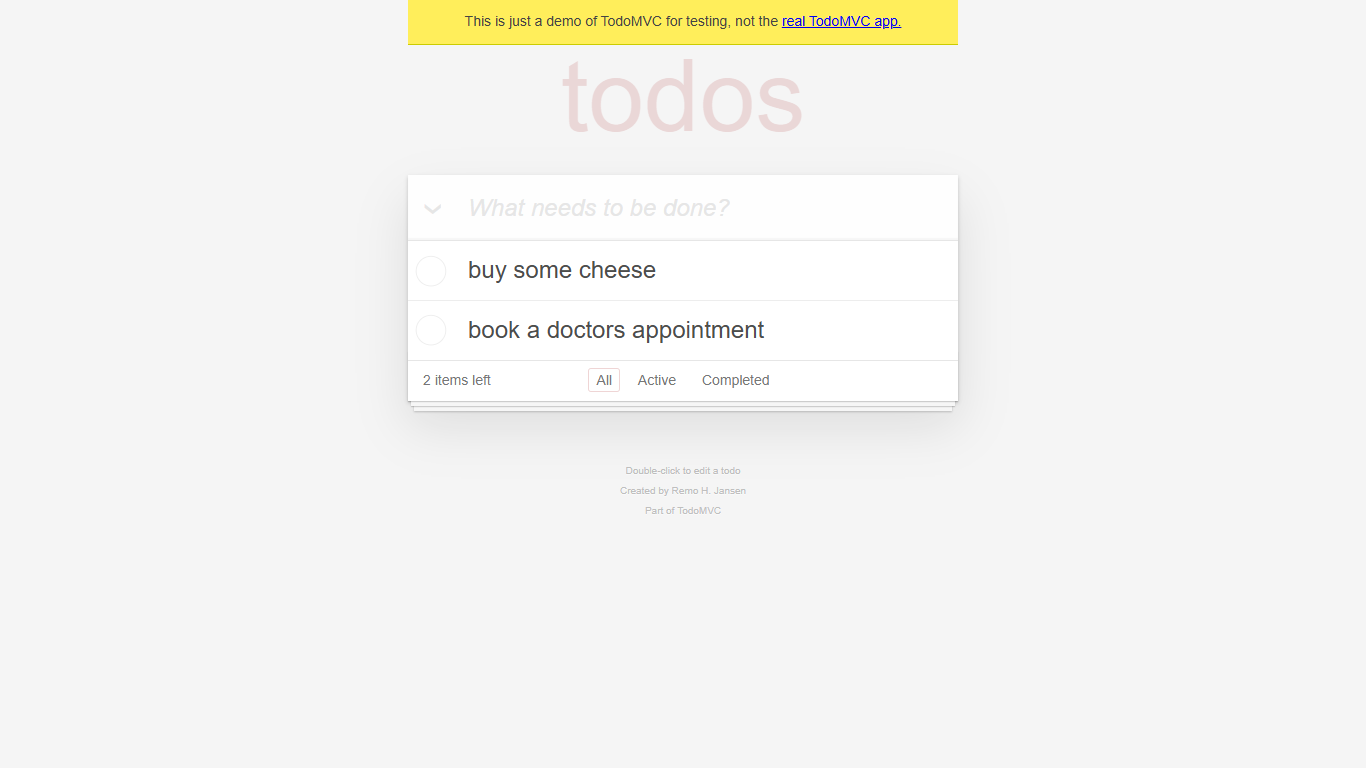 This is just a demo of TodoMVC for testing, not the real TodoMVC app.
todos
What needs to be done?
buy some cheese
book a doctors appointment
2 items left All Active Completed
Double-click to edit a todo
Created by Remo H. Jansen
Part of TodoMVC